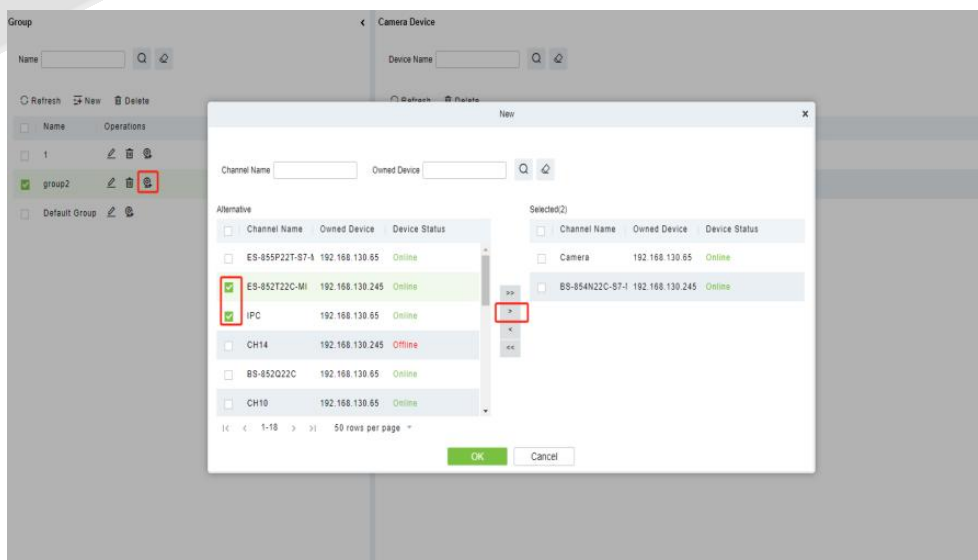 Group
Camera Device
Name
Device Name
Refresh New Delete
Refresh Delete
Name Operations
1
group2
Default Group
New
Channel Name Owned Device
Alternative
Selected(2)
Channel Name Owned Device Device Status
Channel Name Owned Device Device Status
ES-855P22T-S7-M 192.168.130.65 Online
Camera 192.168.130.65 Online
ES-852T22C-MI 192.168.130.245 Online
BS-854N22C-S7-I 192.168.130.245 Online
IPC 192.168.130.65 Online
CH14 192.168.130.245 Offline
BS-852Q22C 192.168.130.65 Online
CH10 192.168.130.65 Online
>>
>
<
<<
1-18 50 rows per page
OK Cancel